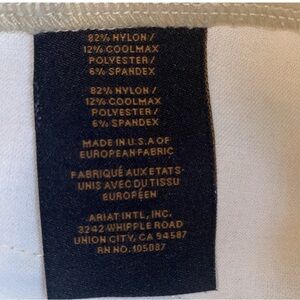 82% NYLON /
12% COOLMAX
POLYESTER /
6% SPANDEX
82% NYLON /
12% COOLMAX
POLYESTER /
6% SPANDEX
MADE IN U.S.A OF
EUROPEAN FABRIC
FABRIQUÉ AUX ETATS-
UNIS AVEC DU TISSU
EUROPÉEN
ARIAT INTL, INC.
3242 WHIPPLE ROAD
UNION CITY, CA 94587
RN NO. 105037